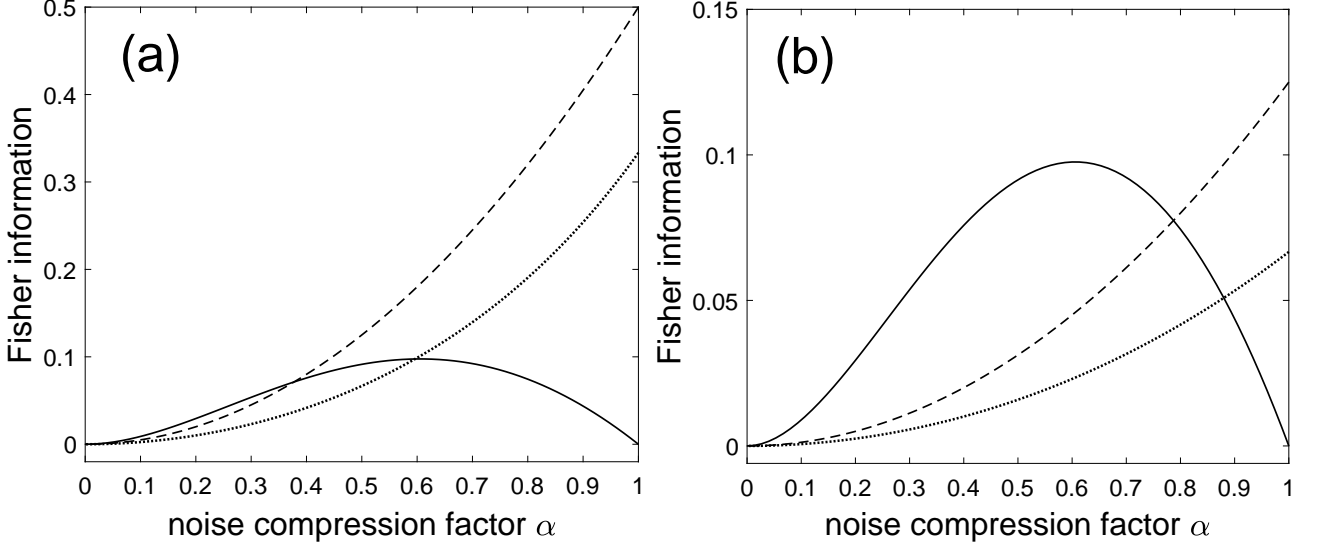 (a)
Fisher information
0.5
0.4
0.3
0.2
0.1
0
0 0.1 0.2 0.3 0.4 0.5 0.6 0.7 0.8 0.9 1
noise compression factor α
(b)
Fisher information
0.15
0.1
0.05
0
0 0.1 0.2 0.3 0.4 0.5 0.6 0.7 0.8 0.9 1
noise compression factor α